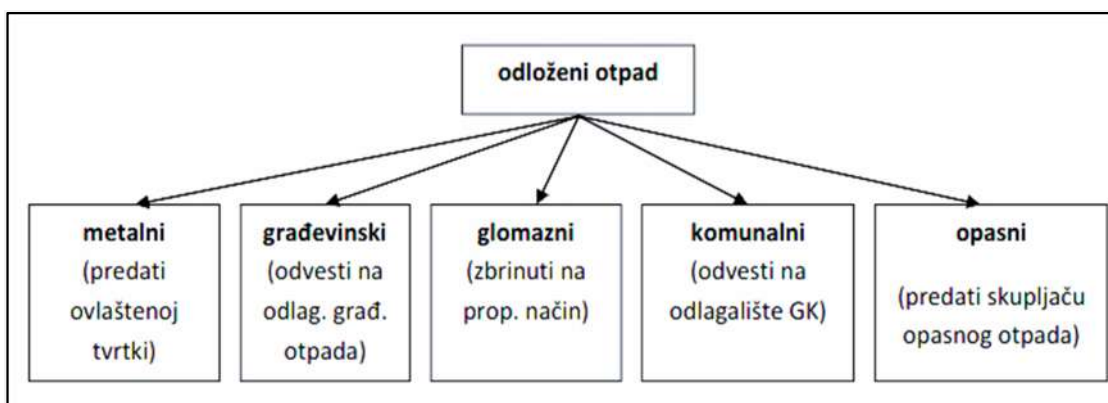 odloženi otpad
metalni
(predati
ovlaštenoj
tvrtki)
građevinski
(odvesti na
odlag. građ.
otpada)
glomazni
(zbrinuti na
prop. način)
komunalni
(odvesti na
odlagalište GK)
opasni
(predati skupljaču
opasnog otpada)